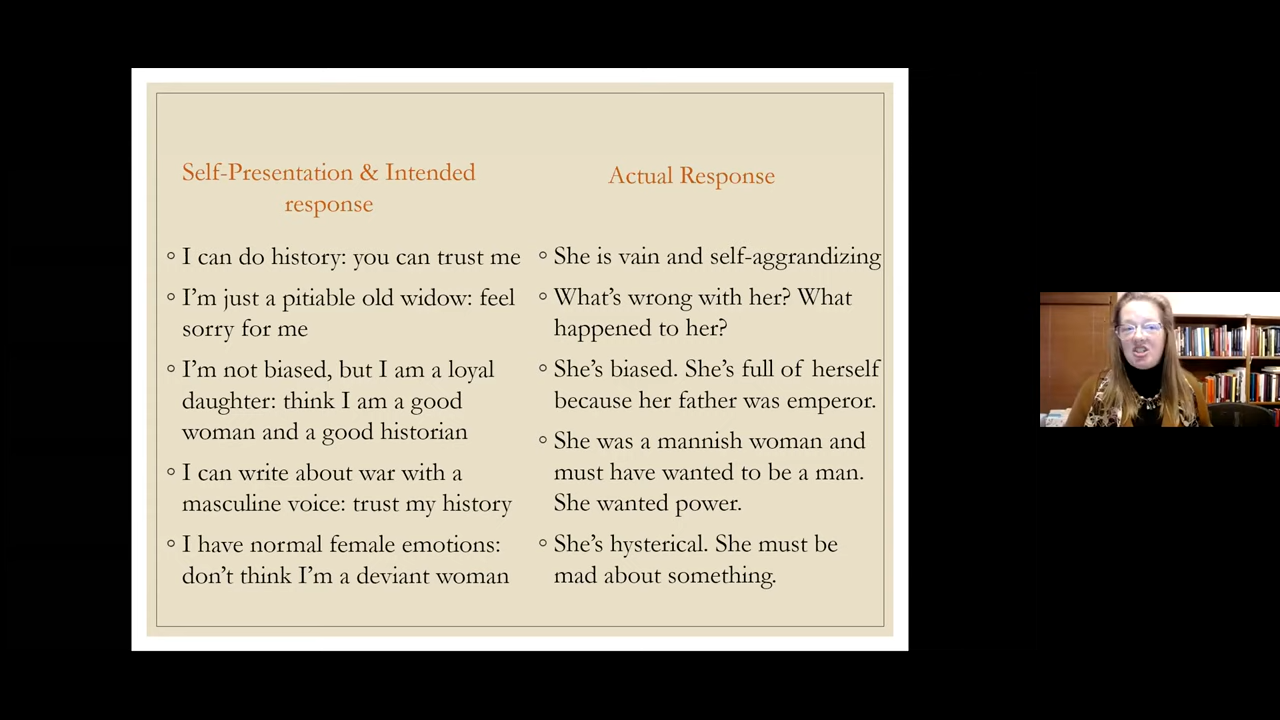 Self-Presentation & Intended
response
◦ I can do history: you can trust me
◦ I’m just a pitiable old widow: feel
sorry for me
◦ I’m not biased, but I am a loyal
daughter: think I am a good
woman and a good historian
◦ I can write about war with a
masculine voice: trust my history
◦ I have normal female emotions:
don’t think I’m a deviant woman
Actual Response
◦ She is vain and self-aggrandizing
◦ What’s wrong with her? What
happened to her?
◦ She’s biased. She’s full of herself
because her father was emperor.
◦ She was a mannish woman and
must have wanted to be a man.
She wanted power.
◦ She’s hysterical. She must be
mad about something.